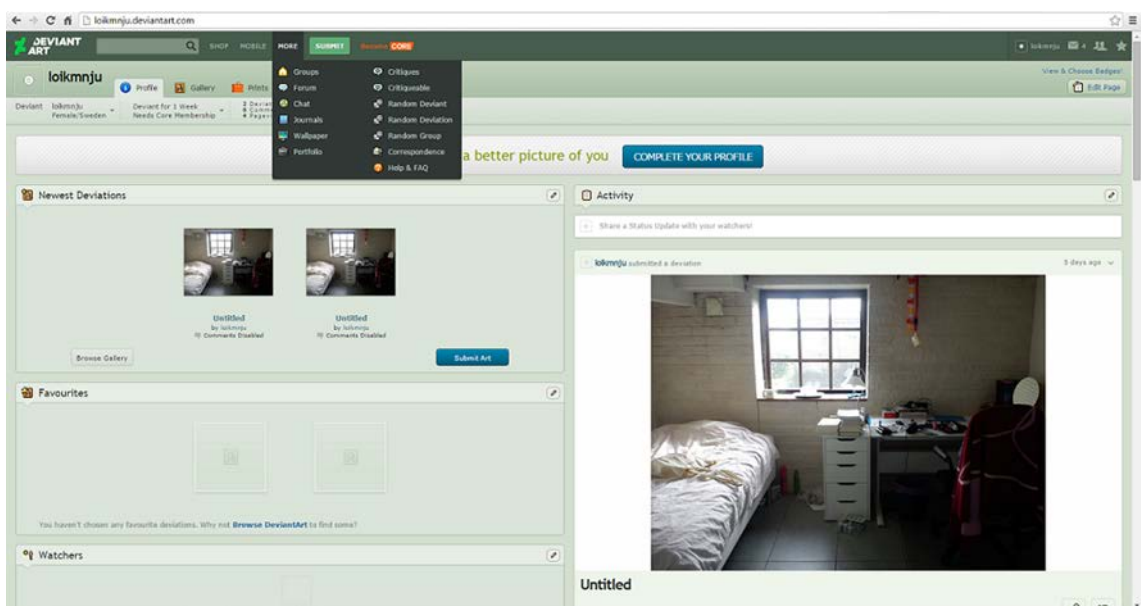 loikmnju.deviantart.com
DEVIANT
ART
SHOP MOBILE MORE SUBMIT Become CORE
loikmnju 4
loikmnju
Profile Gallery Prints
View & Choose Badges!
Edit Page
Deviant loikmnju
Female/Sweden
Deviant for 1 Week
Needs Core Membership
Groups
Forum
Chat
Journals
Wallpaper
Portfolio
Critiques
Critiqueable
Random Deviant
Random Deviation
Random Group
Correspondence
Help & FAQ
a better picture of you COMPLETE YOUR PROFILE
Newest Deviations
Untitled
by loikmnju
Comments Disabled
Untitled
by loikmnju
Comments Disabled
Browse Gallery Submit Art
Favourites
You haven't chosen any favourite deviations. Why not Browse DeviantArt to find some?
Watchers
Activity
Share a Status Update with your watchers!
loikmnju submitted a deviation 5 days ago
Untitled